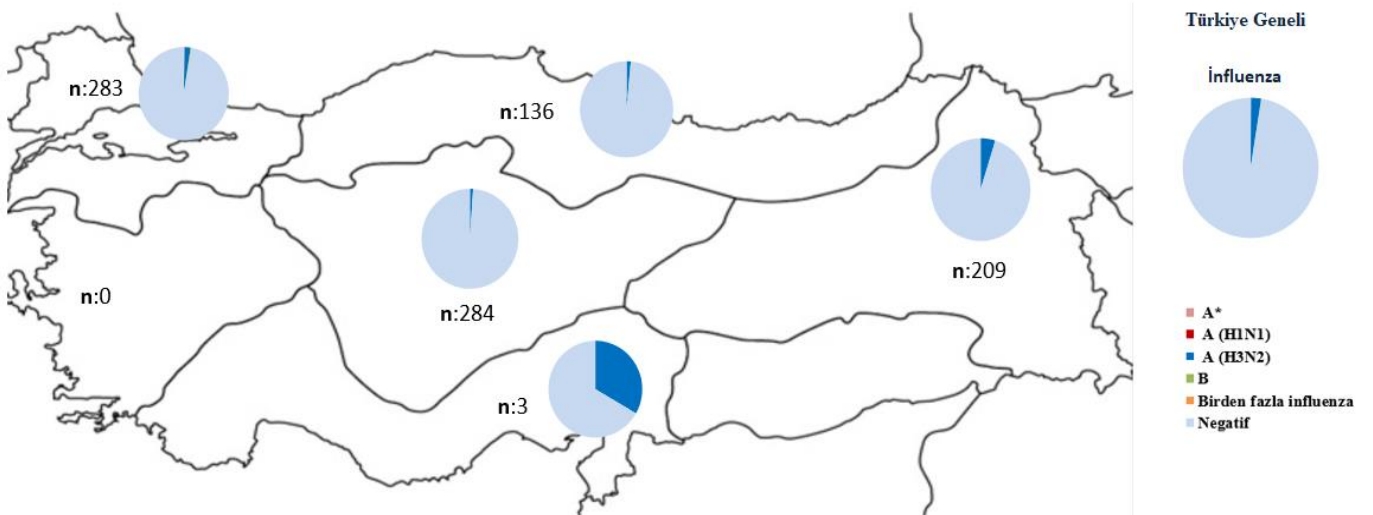 Türkiye Geneli
İnfluenza
n:283
n:136
n:209
n:0
n:284
n:3
A*
A (H1N1)
A (H3N2)
B
Birden fazla influenza
Negatif